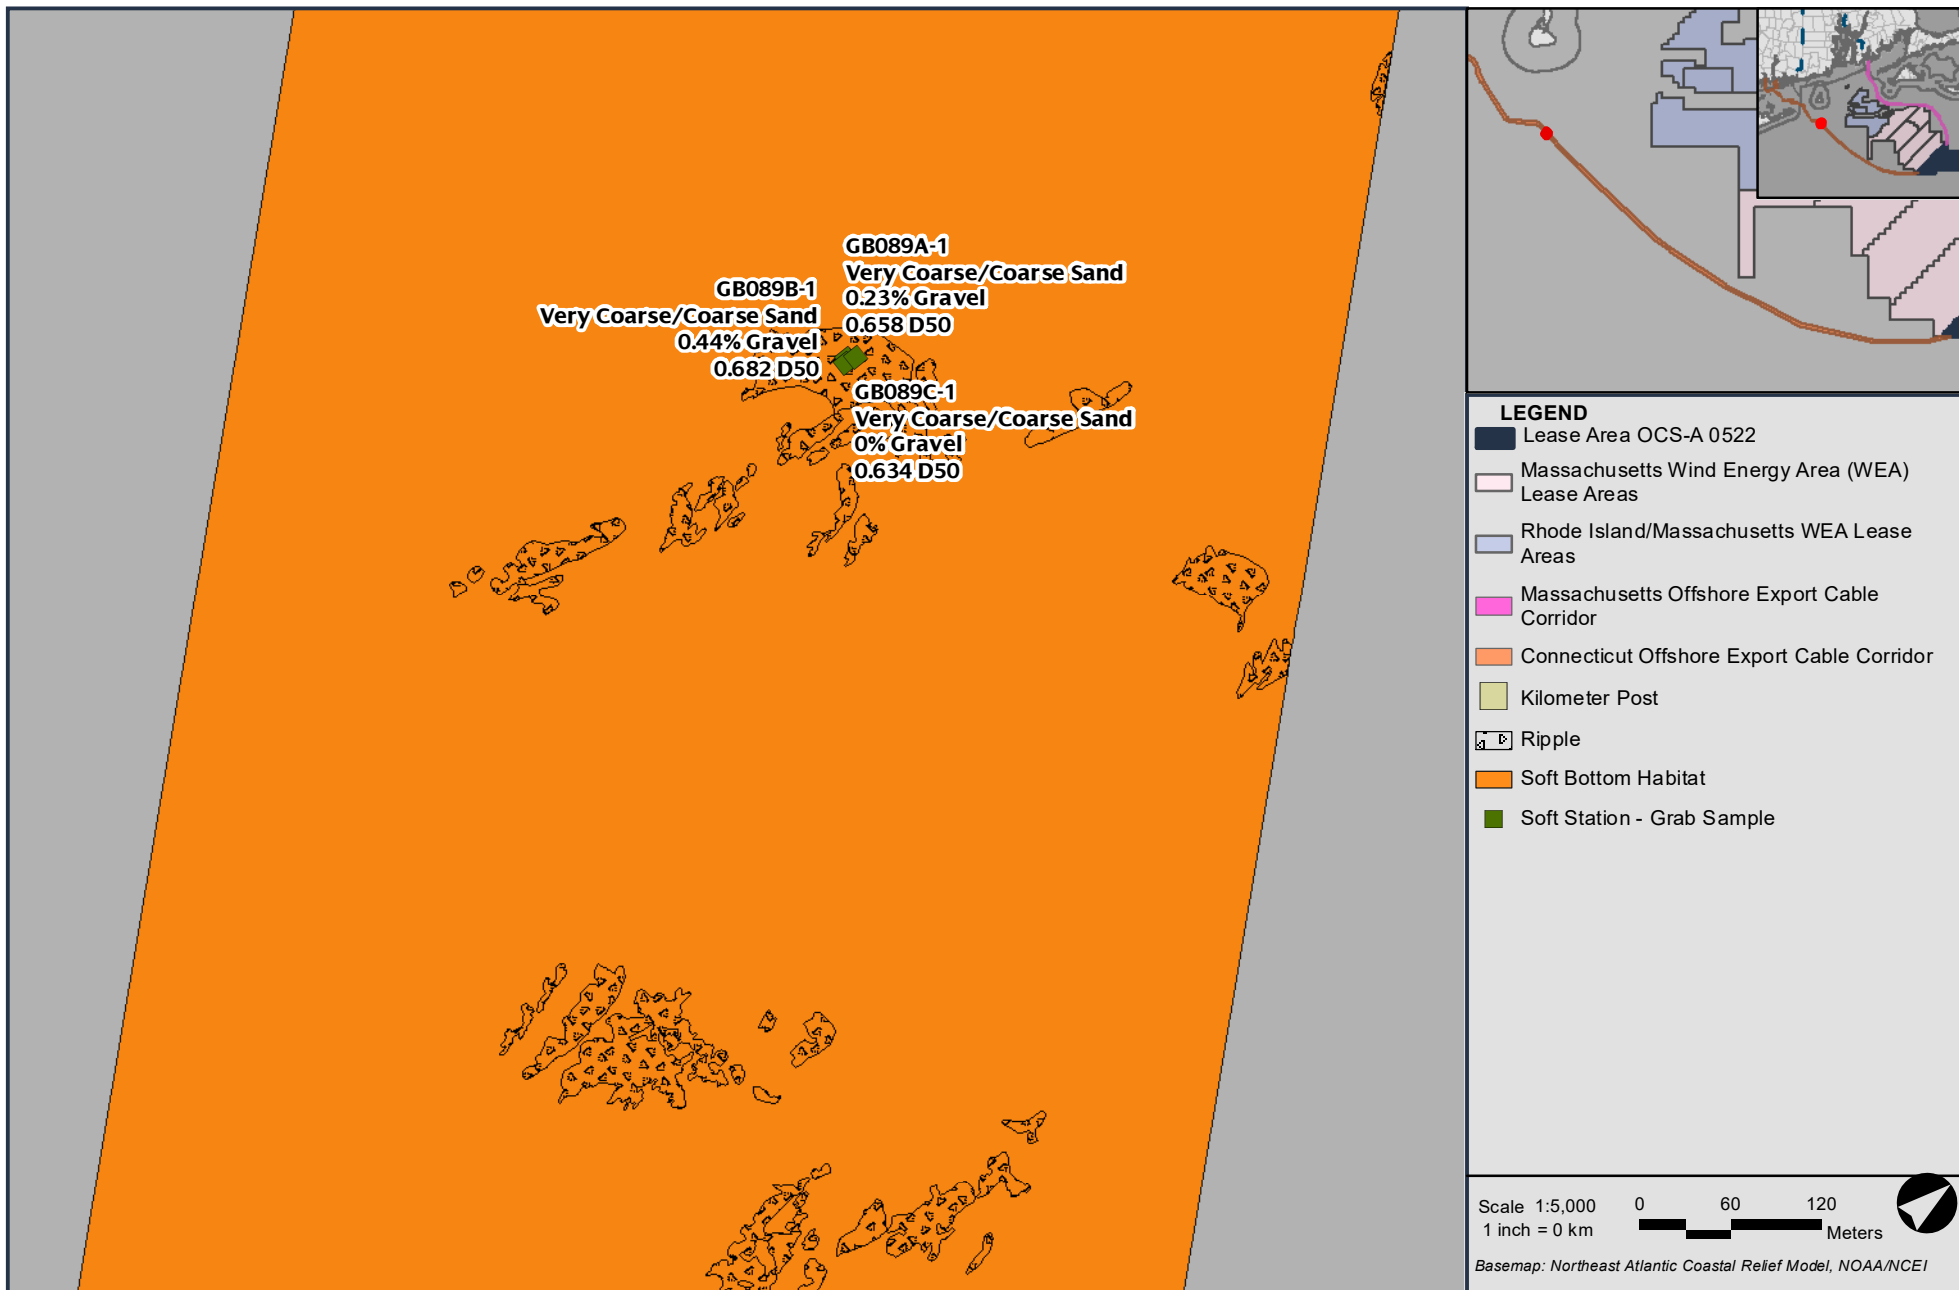 GB089A-1
Very Coarse/Coarse Sand
0.23% Gravel
0.658 D50
GB089B-1
Very Coarse/Coarse Sand
0.44% Gravel
0.682 D50
GB089C-1
Very Coarse/Coarse Sand
0% Gravel
0.634 D50
LEGEND
Lease Area OCS-A 0522
Massachusetts Wind Energy Area (WEA)
Lease Areas
Rhode Island/Massachusetts WEA Lease
Areas
Massachusetts Offshore Export Cable
Corridor
Connecticut Offshore Export Cable Corridor
Kilometer Post
Ripple
Soft Bottom Habitat
Soft Station - Grab Sample
Scale 1:5,000
1 inch = 0 km
0 60 120
Meters
Basemap: Northeast Atlantic Coastal Relief Model, NOAA/NCEI